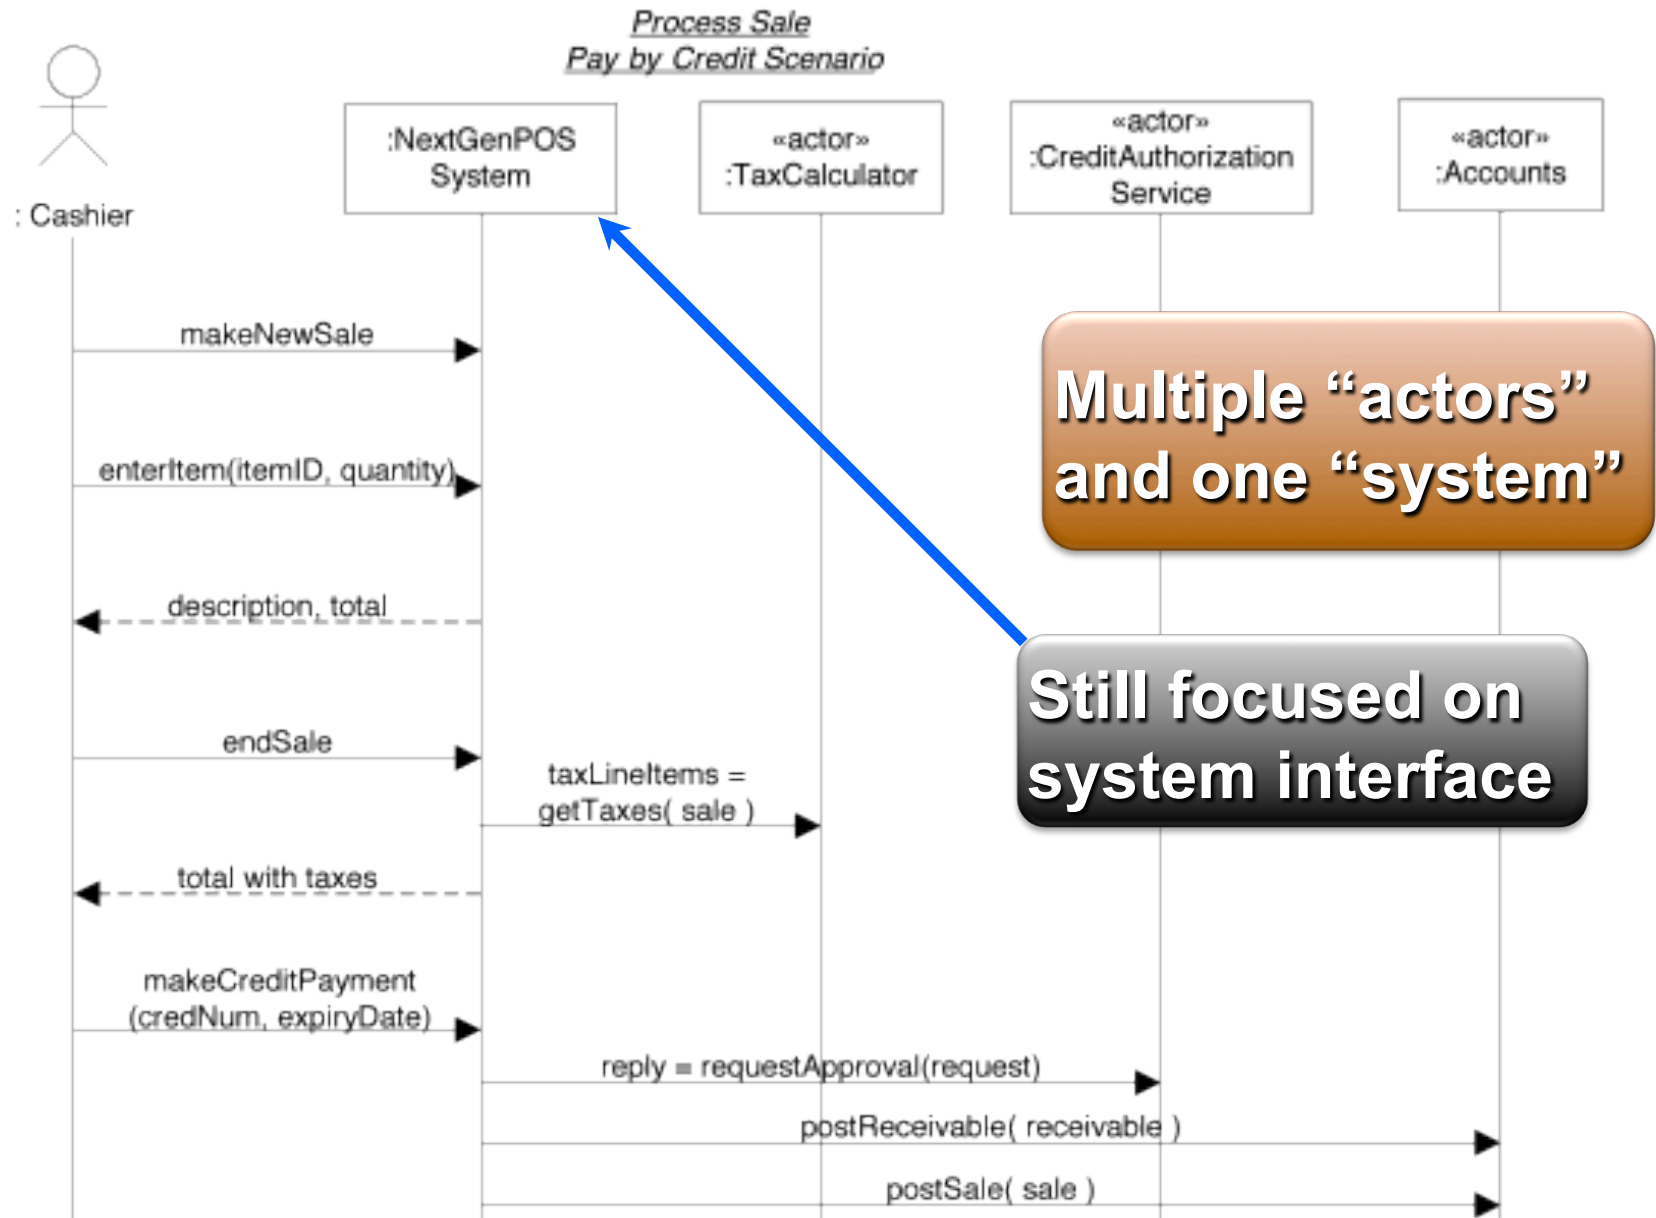 Process Sale
Pay by Credit Scenario
: Cashier
:NextGenPOS
System
«actor»
:TaxCalculator
«actor»
:CreditAuthorization
Service
«actor»
:Accounts
makeNewSale
Multiple “actors”
and one “system”
enterItem(itemID, quantity)
description, total
Still focused on
system interface
endSale
taxLineItems =
getTaxes( sale )
total with taxes
makeCreditPayment
(credNum, expiryDate)
reply = requestApproval(request)
postReceivable( receivable )
postSale( sale )